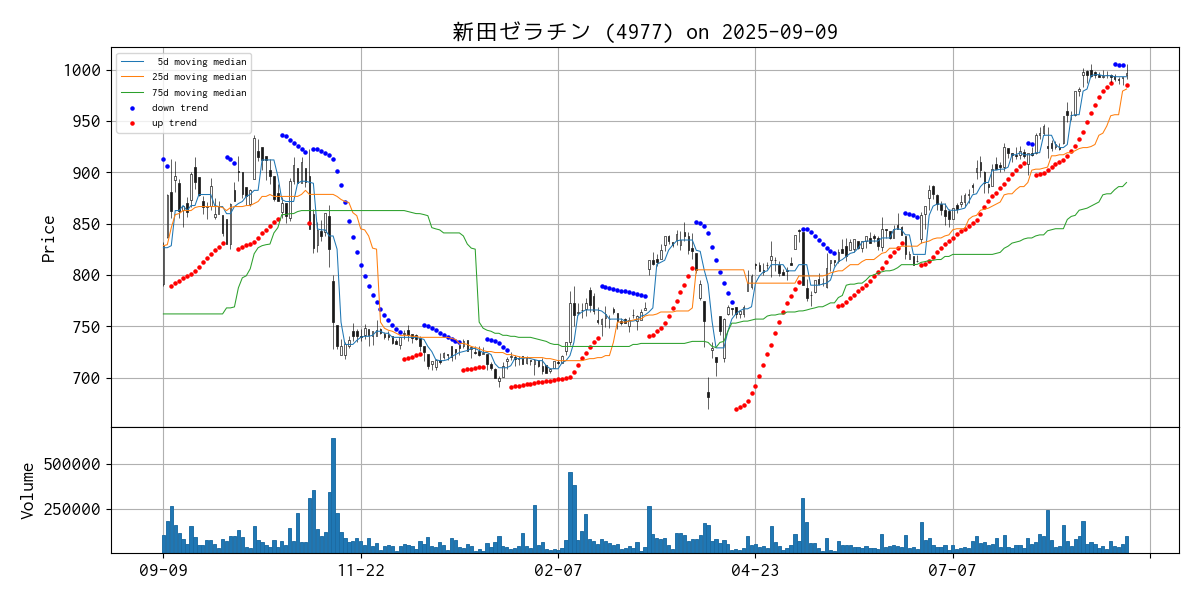 新田ゼラチン (4977) on 2025-09-09
5d moving median
25d moving median
75d moving median
down trend
up trend
Price
1000
950
900
850
800
750
700
Volume
500000
250000
09-09
11-22
02-07
04-23
07-07